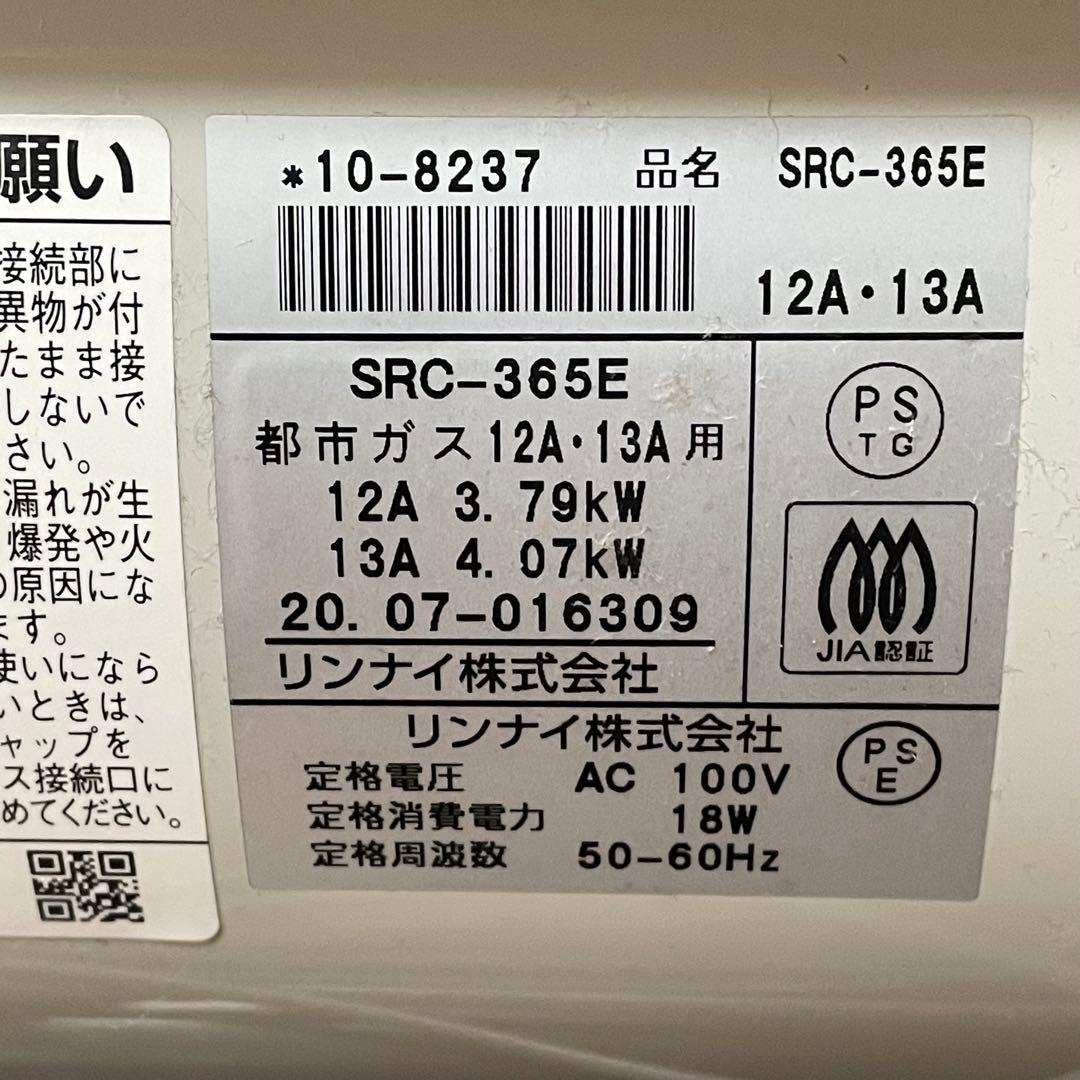 願い
接続部に
異物が付
たまま接
しないで
さい。
漏れが生
爆発や火
の原因にな
ます。
使いになら
いときは、
ャップを
ス接続口に
めてください。
*10-8237 品名 SRC-365E
12A・13A
SRC-365E
都市ガス12A・13A用
12A 3.79kW
13A 4.07kW
20.07-016309
リンナイ株式会社
PS
TG
JIA認証
リンナイ株式会社
PS
E
定格電圧 AC 100V
定格消費電力 18W
定格周波数 50-60Hz